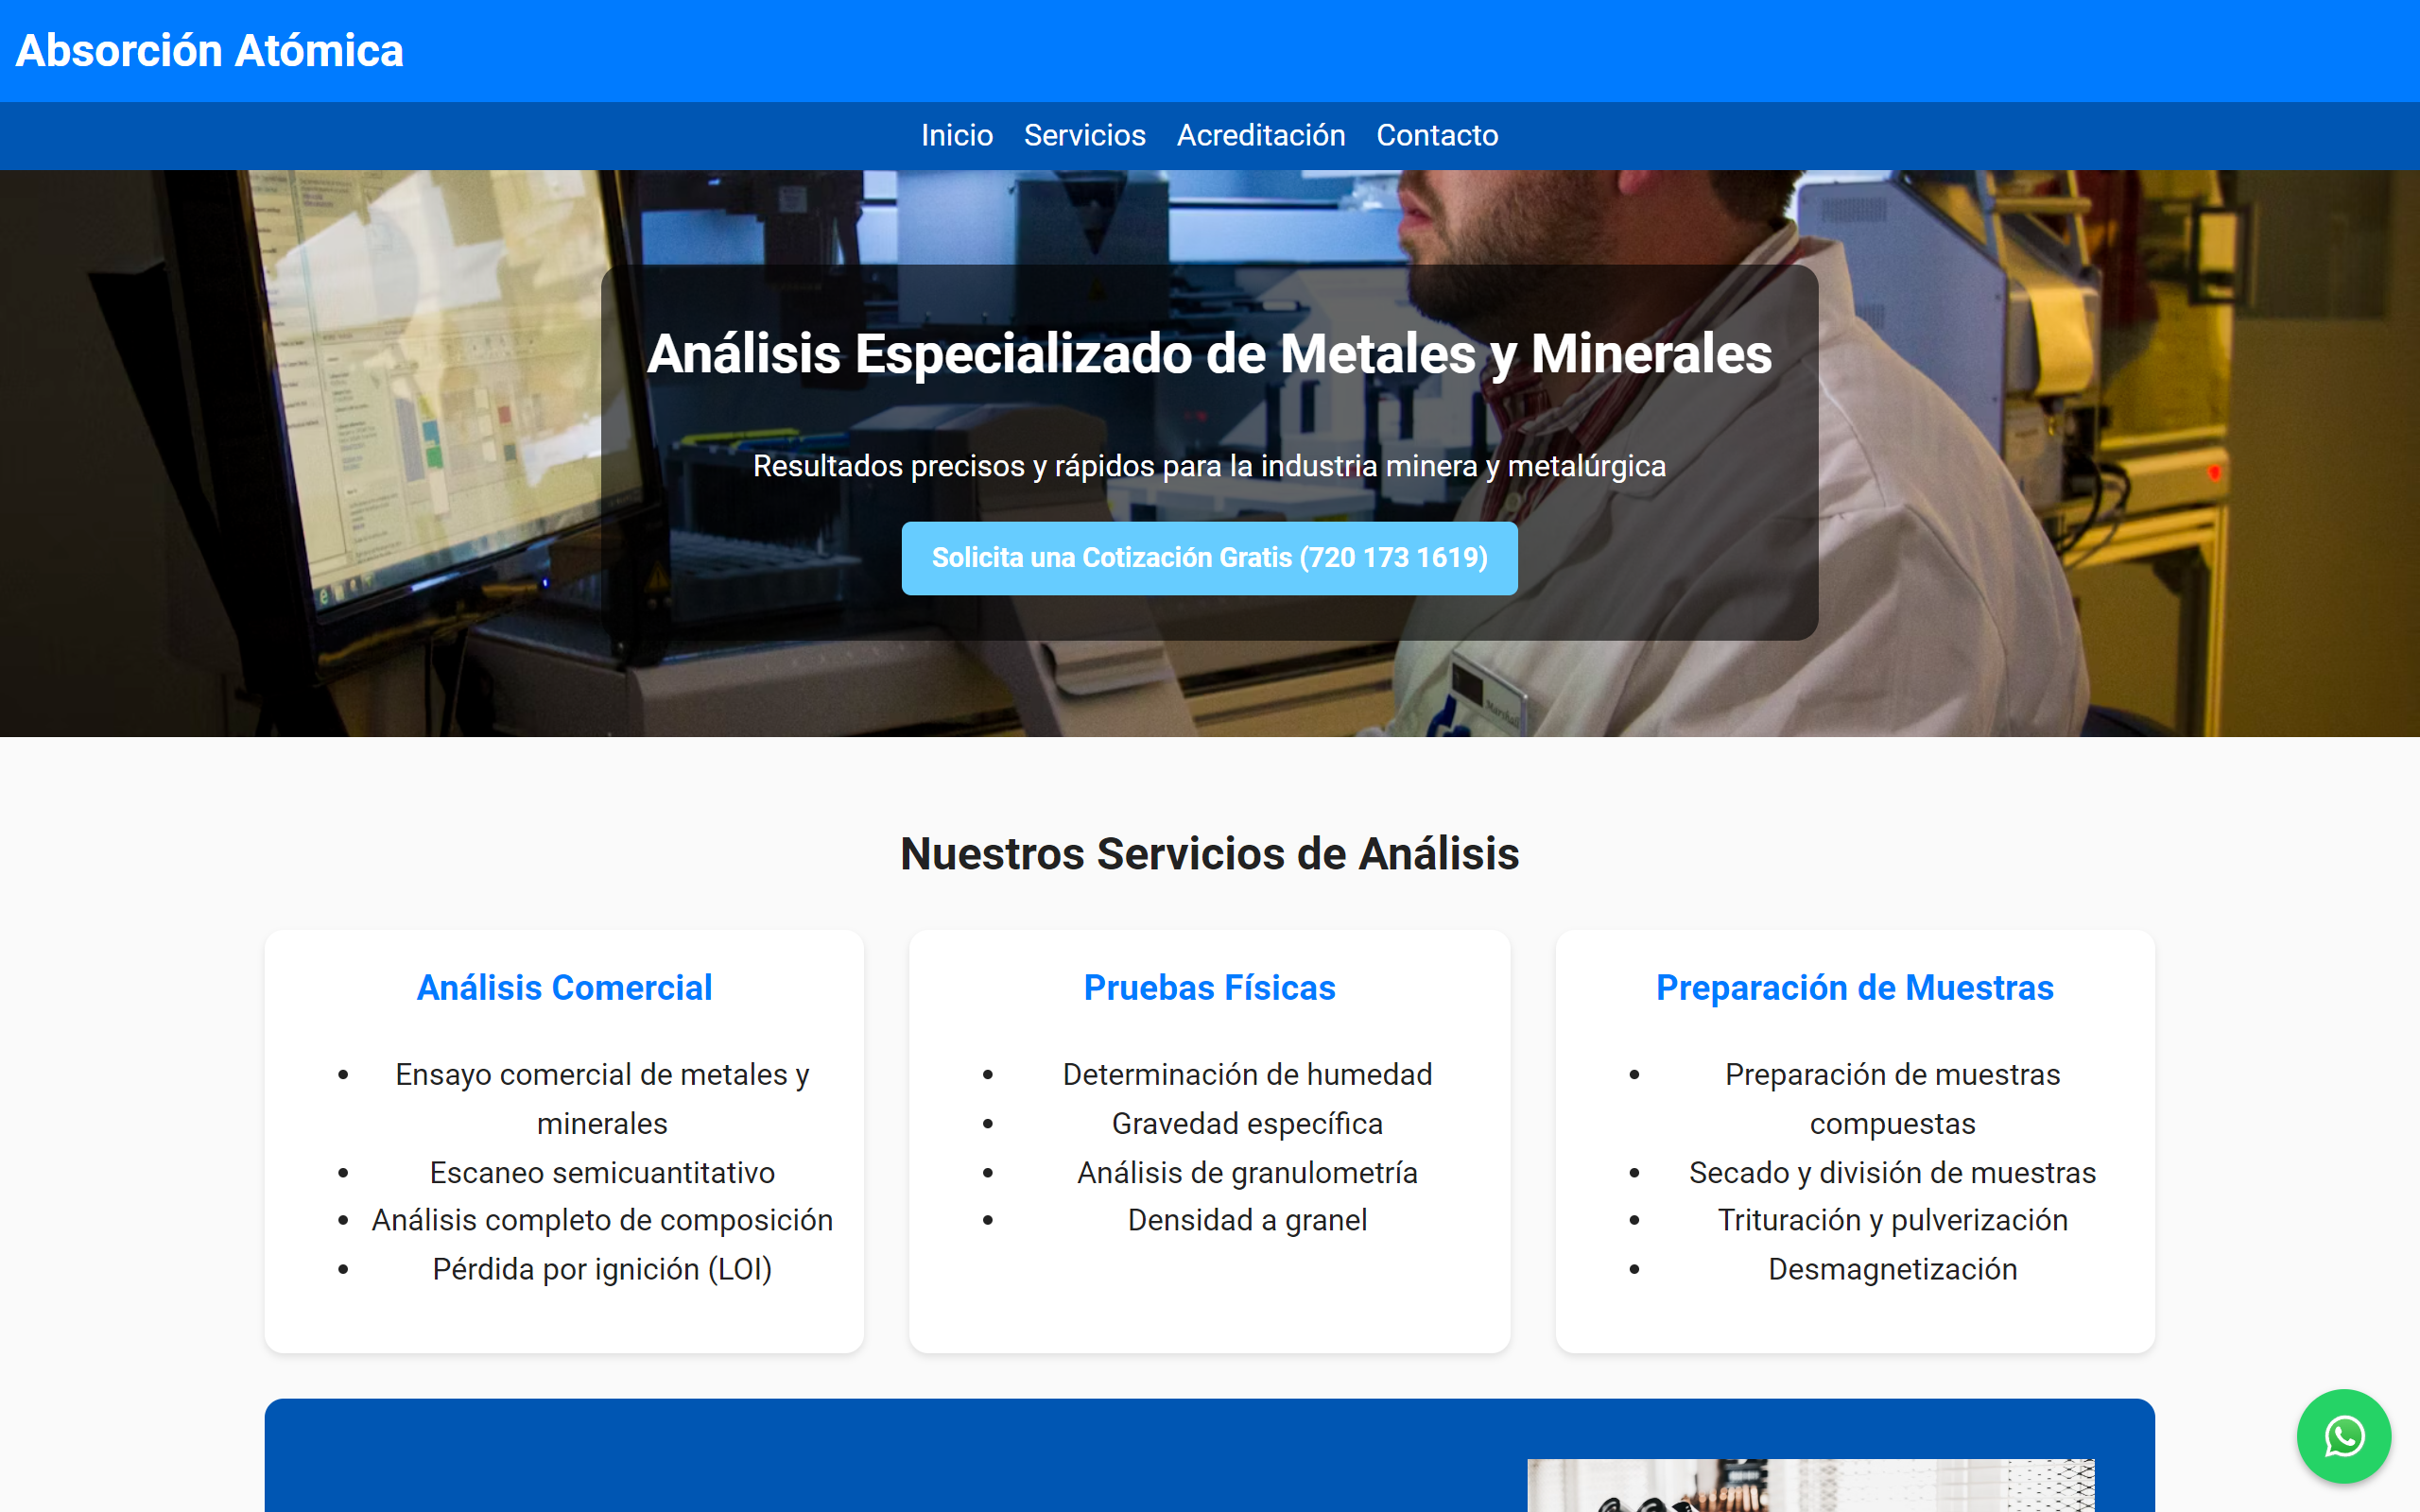 Absorción Atómica
Inicio Servicios Acreditación Contacto
Análisis Especializado de Metales y Minerales
Resultados precisos y rápidos para la industria minera y metalúrgica
Solicita una Cotización Gratis (720 173 1619)
Marshall
Nuestros Servicios de Análisis
Análisis Comercial
• Ensayo comercial de metales y
minerales
• Escaneo semicuantitativo
• Análisis completo de composición
• Pérdida por ignición (LOI)
Pruebas Físicas
• Determinación de humedad
• Gravedad específica
• Análisis de granulometría
• Densidad a granel
Preparación de Muestras
• Preparación de muestras
compuestas
• Secado y división de muestras
• Trituración y pulverización
• Desmagnetización